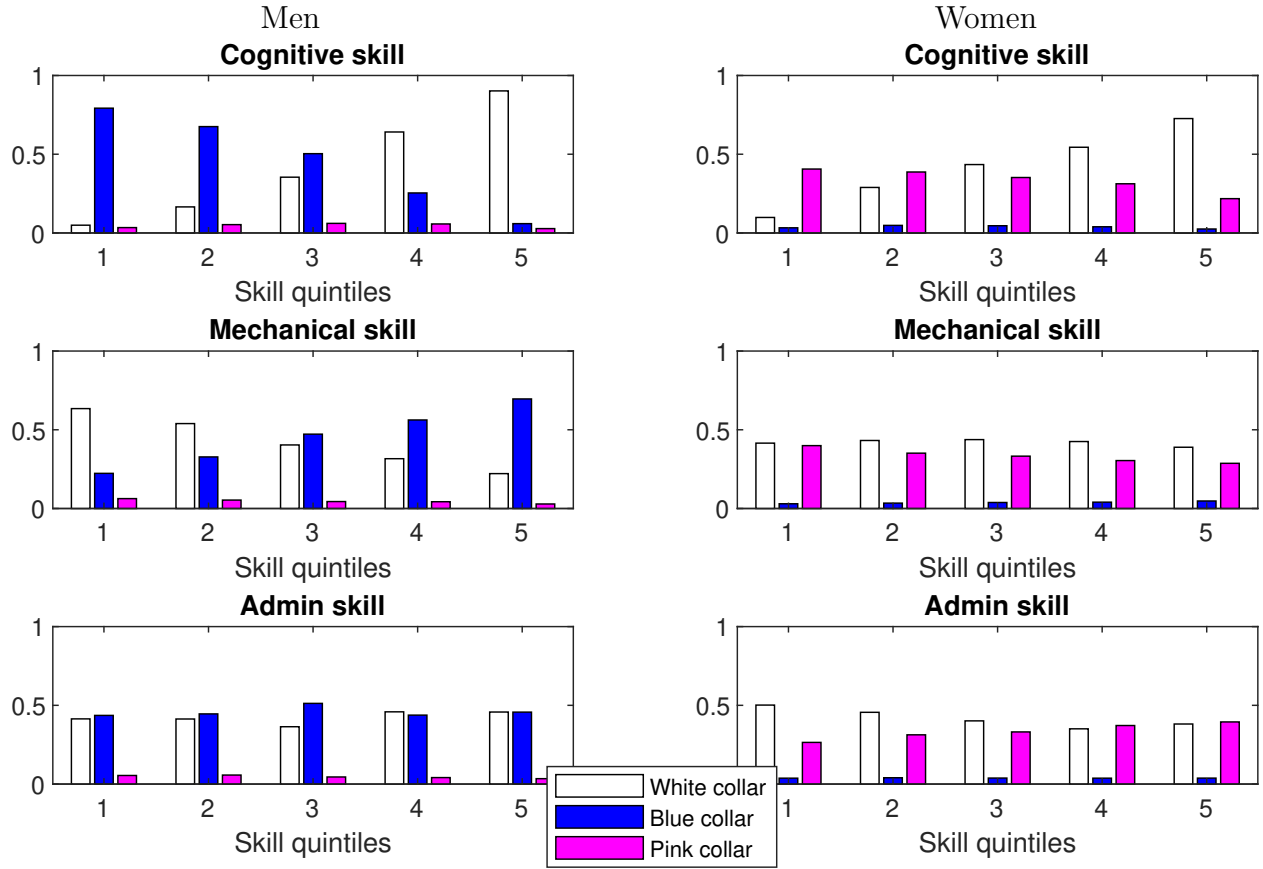 Men
Women
Cognitive skill
Cognitive skill
1
0.5
0
1 2 3 4 5
Skill quintiles
1
0.5
0
1 2 3 4 5
Skill quintiles
Mechanical skill
Mechanical skill
1
0.5
0
1 2 3 4 5
Skill quintiles
1
0.5
0
1 2 3 4 5
Skill quintiles
Admin skill
Admin skill
1
0.5
0
1 2 3 4 5
Skill quintiles
1
0.5
0
1 2 3 4 5
Skill quintiles
White collar
Blue collar
Pink collar